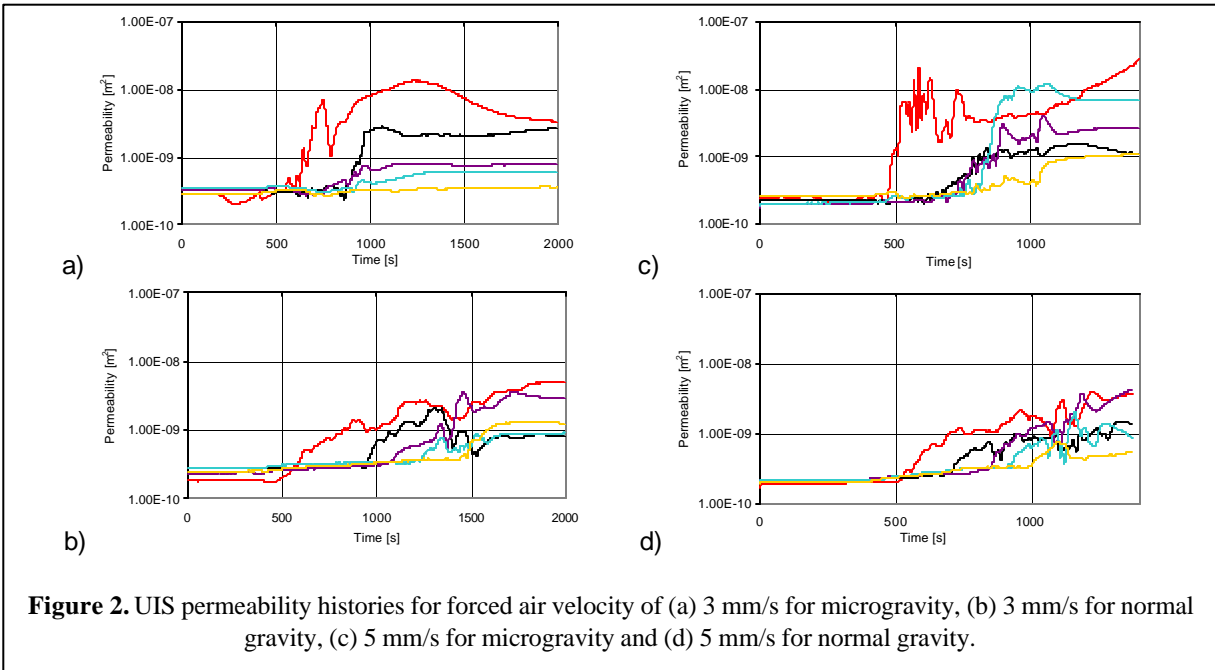 1.00E-07
1.00E-08
1.00E-09
1.00E-10
Permeability [m²]
0
500
1000
1500
2000
Time [s]
a)
1.00E-07
1.00E-08
1.00E-09
1.00E-10
Permeability [m²]
0
500
1000
Time [s]
c)
1.00E-07
1.00E-08
1.00E-09
1.00E-10
Permeability [m²]
0
500
1000
1500
2000
Time [s]
b)
1.00E-07
1.00E-08
1.00E-09
1.00E-10
Permeability [m²]
0
500
1000
Time [s]
d)
Figure 2. UIS permeability histories for forced air velocity of (a) 3 mm/s for microgravity, (b) 3 mm/s for normal
gravity, (c) 5 mm/s for microgravity and (d) 5 mm/s for normal gravity.